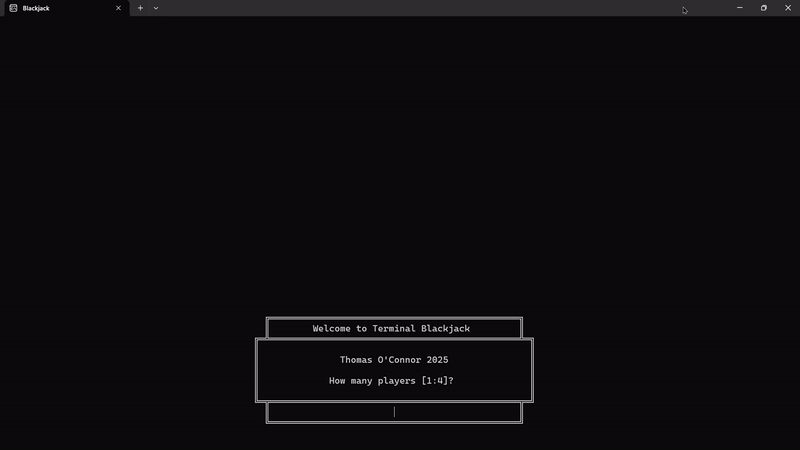 Blackjack
Welcome to Terminal Blackjack
Thomas O'Connor 2025
How many players [1:4]?